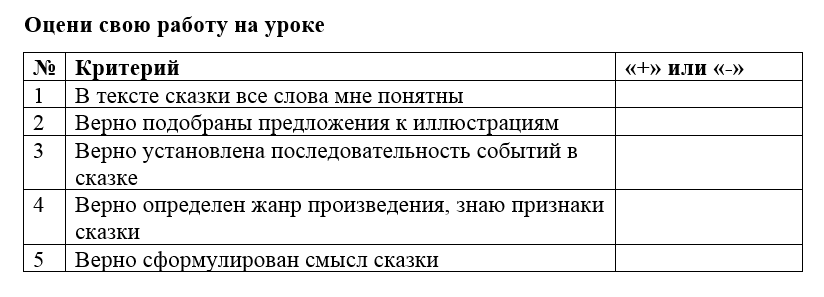 Оцени свою работу на уроке
№ Критерий «+» или «-»
1 В тексте сказки все слова мне понятны
2 Верно подобраны предложения к иллюстрациям
3 Верно установлена последовательность событий в
сказке
4 Верно определен жанр произведения, знаю признаки
сказки
5 Верно сформулирован смысл сказки